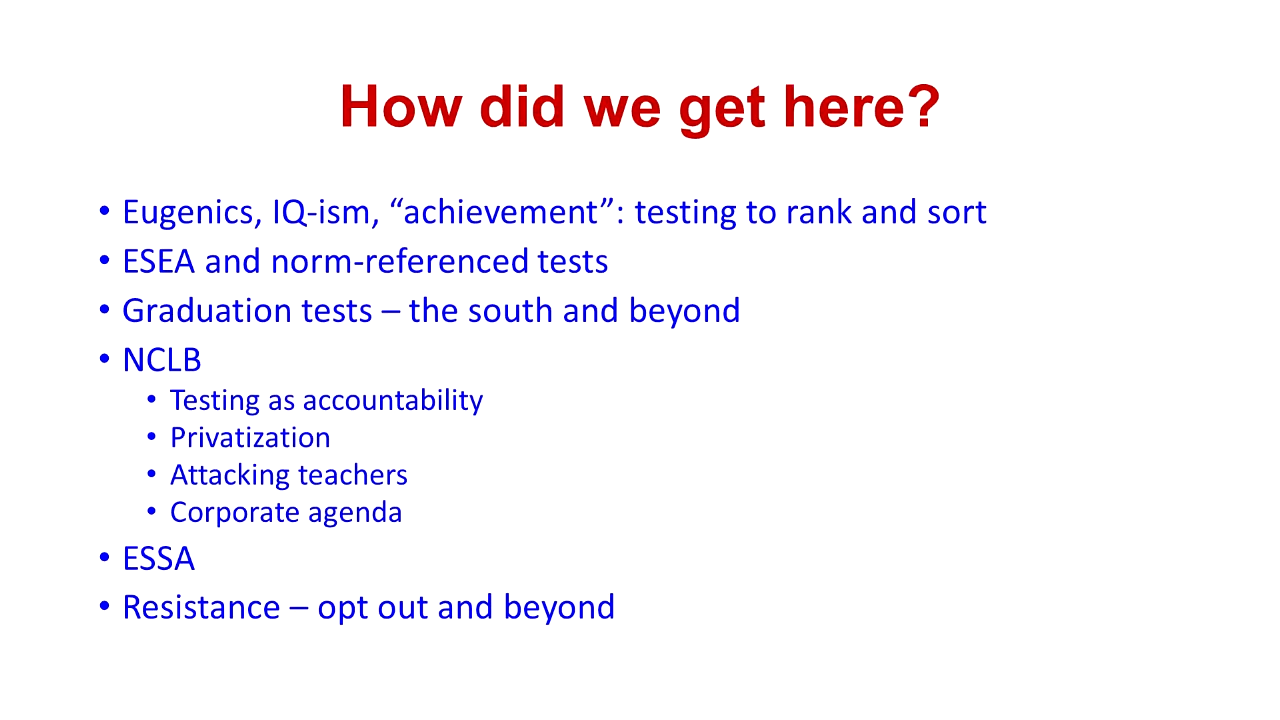 How did we get here?
• Eugenics, IQ-ism, “achievement”: testing to rank and sort
• ESEA and norm-referenced tests
• Graduation tests – the south and beyond
• NCLB
• Testing as accountability
• Privatization
• Attacking teachers
• Corporate agenda
• ESSA
• Resistance – opt out and beyond